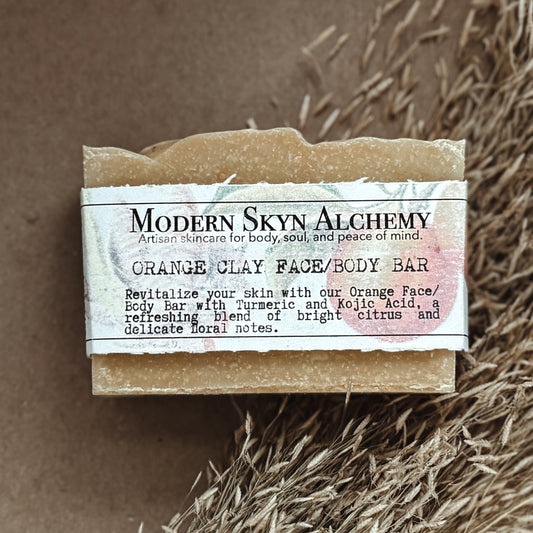 MODERN SKYN ALCHEMY
Artisan skincare for body, soul, and peace of mind.
ORANGE CLAY FACE/BODY BAR
Revitalize your skin with our Orange Face/
Body Bar with Turmeric and Kojic Acid, a
refreshing blend of bright citrus and
delicate floral notes.